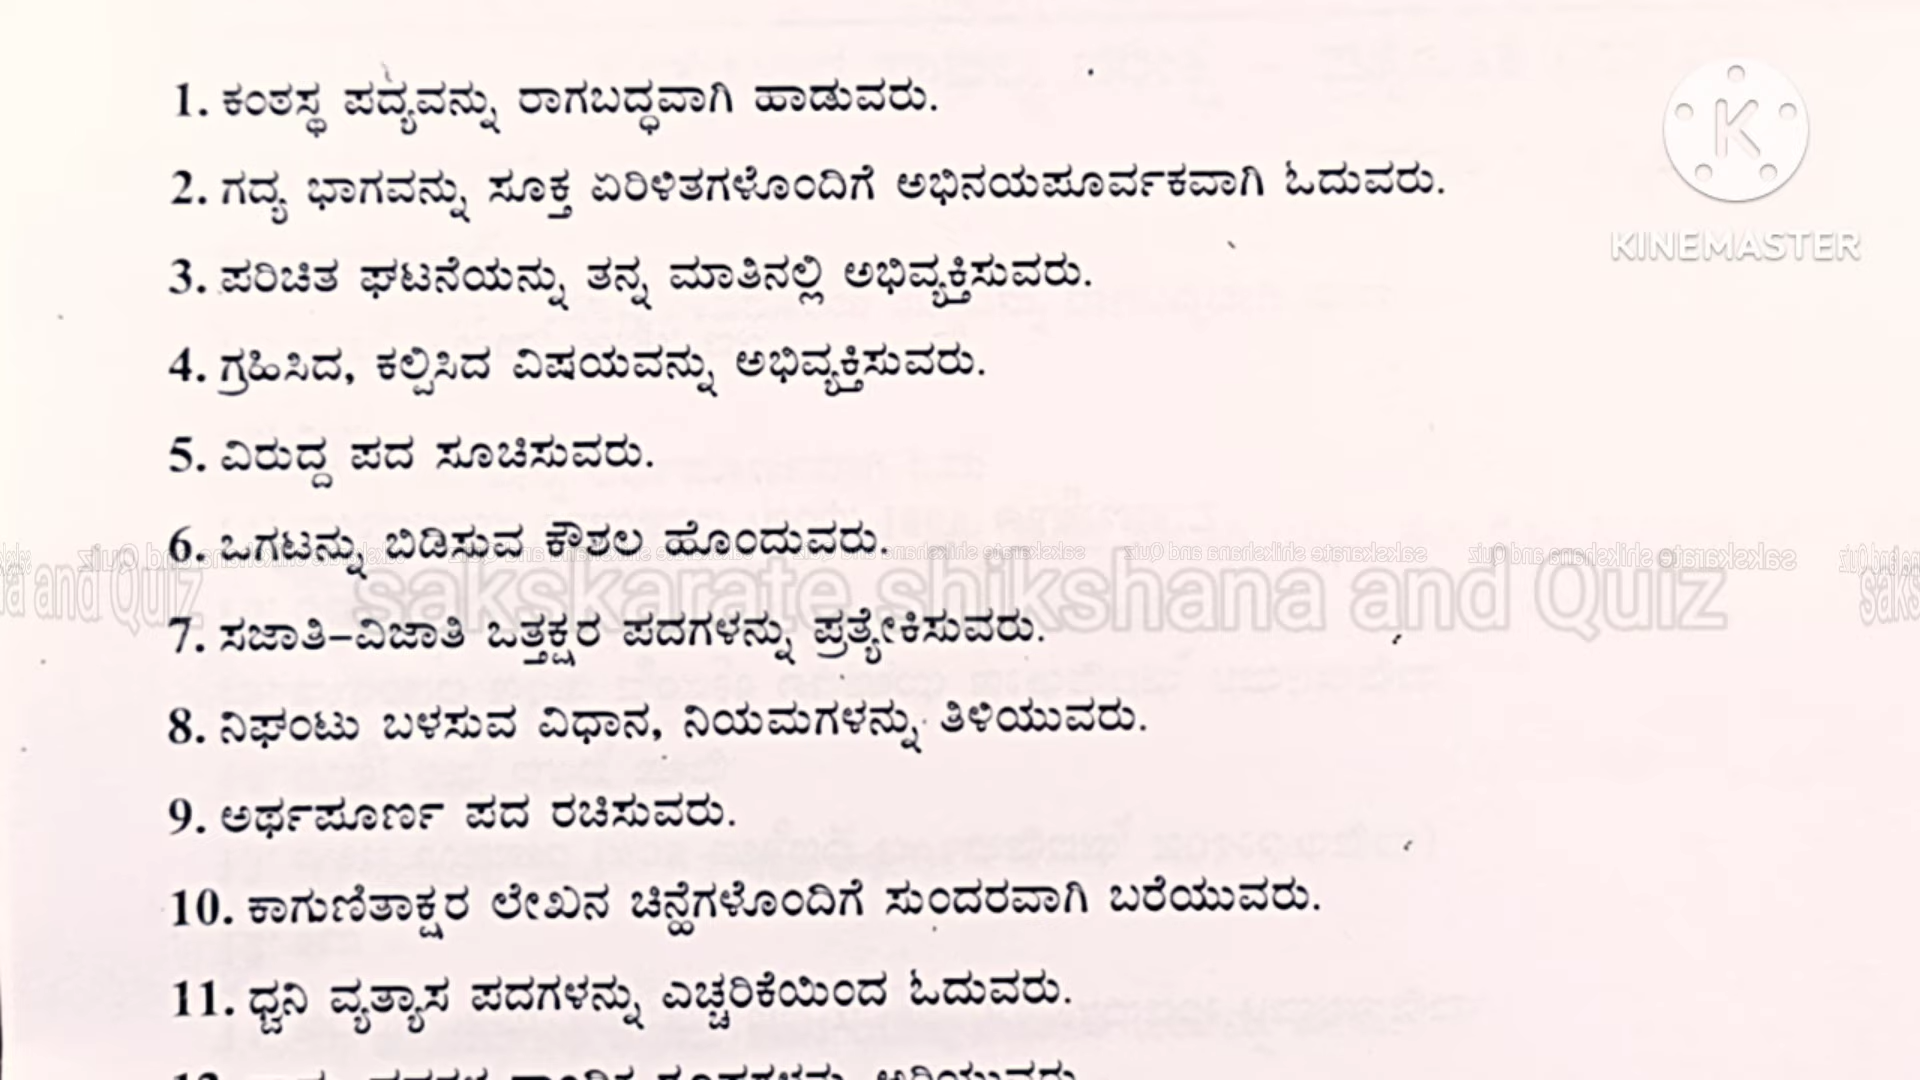 1. ಕಂಠಸ್ಥ ಪದ್ಯವನ್ನು ರಾಗಬದ್ಧವಾಗಿ ಹಾಡುವರು.
K
2. ಗದ್ಯ ಭಾಗವನ್ನು ಸೂಕ್ತ ಏರಿಳಿತಗಳೊಂದಿಗೆ ಅಭಿನಯಪೂರ್ವಕವಾಗಿ ಓದುವರು.
KINEMASTER
3. ಪರಿಚಿತ ಘಟನೆಯನ್ನು ತನ್ನ ಮಾತಿನಲ್ಲಿ ಅಭಿವ್ಯಕ್ತಿಸುವರು.
4. ಗ್ರಹಿಸಿದ, ಕಲ್ಪಿಸಿದ ವಿಷಯವನ್ನು ಅಭಿವ್ಯಕ್ತಿಸುವರು.
5. ವಿರುದ್ದ ಪದ ಸೂಚಿಸುವರು.
6. ಒಗಟನ್ನು ಬಿಡಿಸುವ ಕೌಶಲ ಹೊಂದುವರು.
sakskarate shikshana and Quiz
7. ಸಜಾತಿ-ವಿಜಾತಿ ಒತ್ತಕ್ಷರ ಪದಗಳನ್ನು ಪ್ರತ್ಯೇಕಿಸುವರು.
8. ನಿಘಂಟು ಬಳಸುವ ವಿಧಾನ, ನಿಯಮಗಳನ್ನು ತಿಳಿಯುವರು.
9. ಅರ್ಥಪೂರ್ಣ ಪದ ರಚಿಸುವರು.
10. ಕಾಗುಣಿತಾಕ್ಷರ ಲೇಖನ ಚಿನ್ಹೆಗಳೊಂದಿಗೆ ಸುಂದರವಾಗಿ ಬರೆಯುವರು.
11. ಧ್ವನಿ ವ್ಯತ್ಯಾಸ ಪದಗಳನ್ನು ಎಚ್ಚರಿಕೆಯಿಂದ ಓದುವರು.